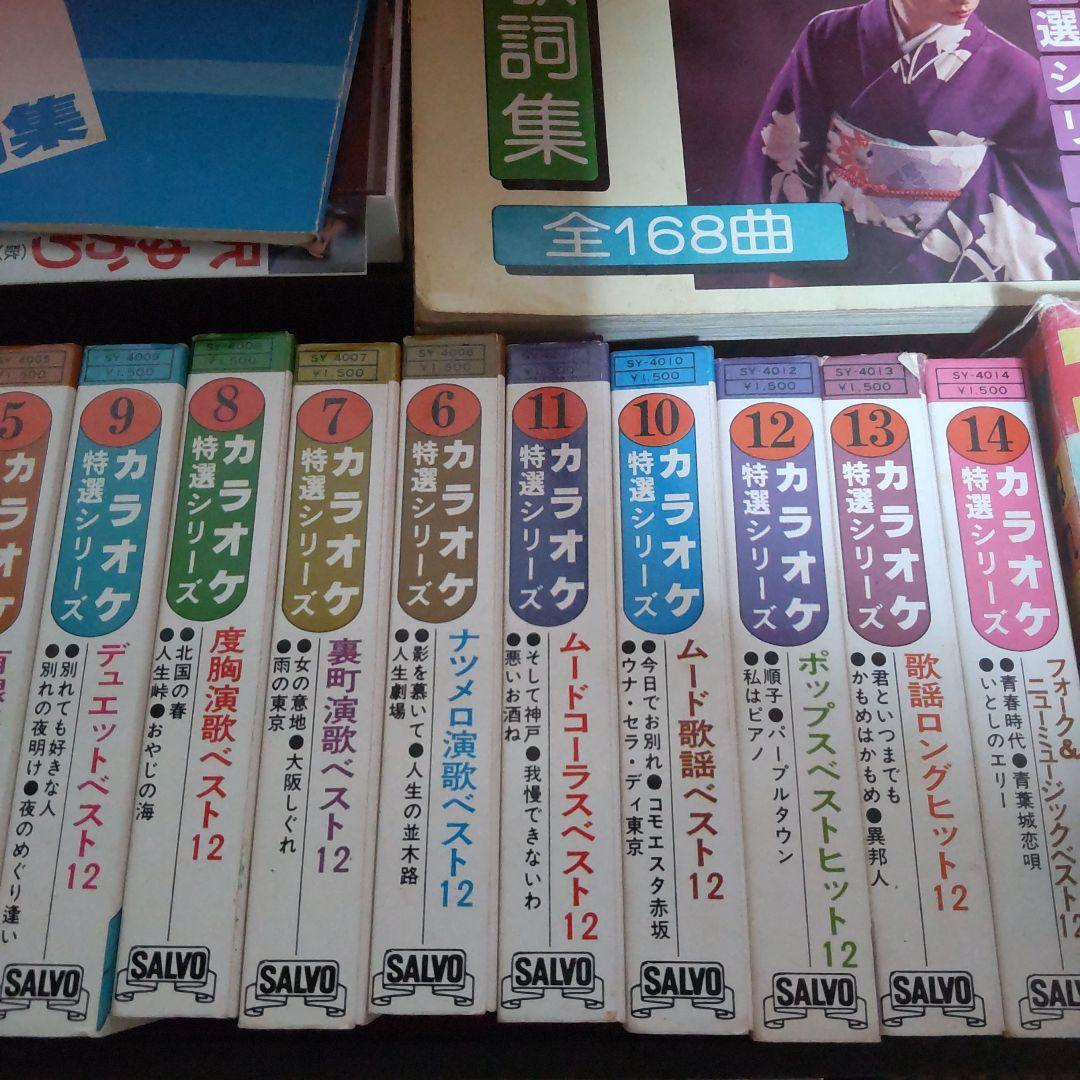 詞集
全168曲
選シリ
集
5
カラオケ
SY-4009
¥1,500
9
カラオケ
特選シリーズ
デュエットベスト12
●別れても好きな人
●別れの夜明け●夜のめぐり逢い
SALVO
¥1,500
8
カラオケ
特選シリーズ
度胸演歌ベスト12
●北国の春
●人生峠●おやじの海
SALVO
SY-4007
¥1,500
7
カラオケ
特選シリーズ
裏町演歌ベスト12
●女の意地●大阪しぐれ
●雨の東京
SALVO
SY-4006
¥1,500
6
カラオケ
特選シリーズ
ナツメロ演歌ベスト12
●影を慕いて●人生の並木路
●人生劇場
SALVO
11
カラオケ
特選シリーズ
ムードコーラスベスト12
●そして神戸●我慢できないわ
●悪いお酒ね
SALVO
SY-4010
¥1,500
10
カラオケ
特選シリーズ
ムード歌謡ベスト12
●今日でお別れ●コモエスタ赤坂
●ウナ・セラ・ディ東京
SALVO
SY-4012
¥1,500
12
カラオケ
特選シリーズ
ポップスベストヒット12
●順子●パープルタウン
●私はピアノ
SALVO
SY-4013
¥1,500
13
カラオケ
特選シリーズ
歌謡ロングヒット12
●君といつまでも
●かもめはかもめ●異邦人
SALVO
SY-4014
¥1,500
14
カラオケ
特選シリーズ
フォーク&
ニューミュージックベスト12
●青春時代●青葉城恋唄
●いとしのエリー